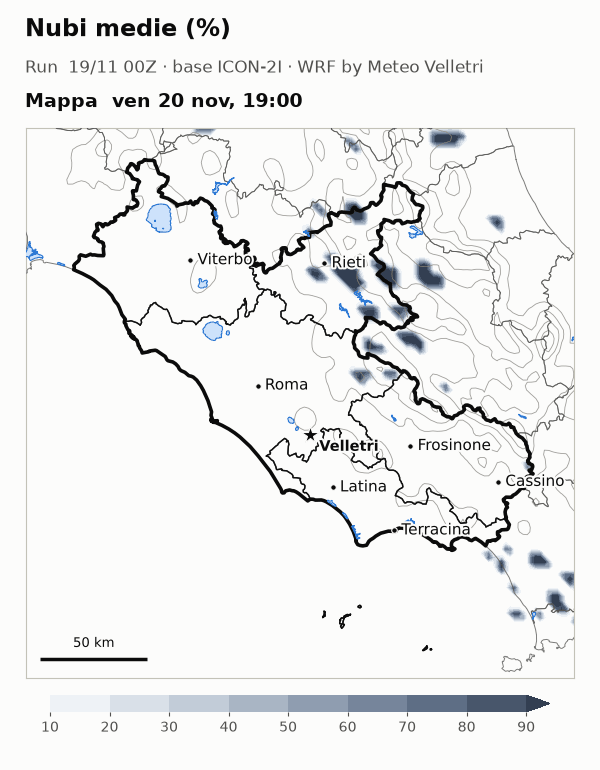 Nubi medie (%)
Run 19/11 00Z · base ICON-2I · WRF by Meteo Velletri
Mappa ven 20 nov, 19:00
Viterbo
Rieti
Roma
Velletri
Frosinone
Latina
Cassino
Terracina
50 km
10 20 30 40 50 60 70 80 90